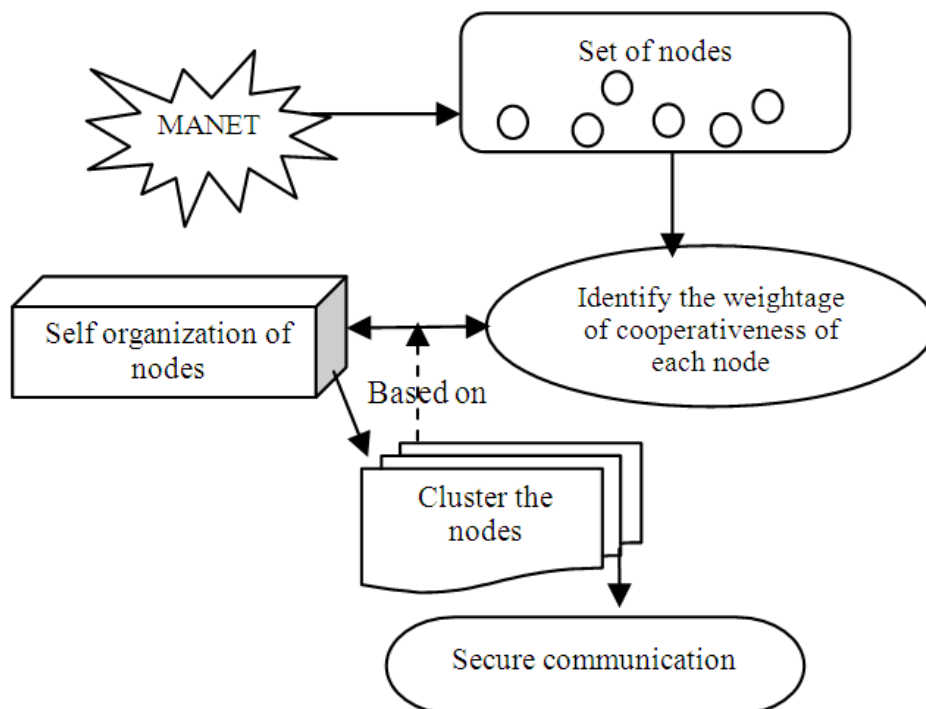 Set of nodes
MANET
Identify the weightage
of cooperativeness of
each node
Self organization of
nodes
Based on
Cluster the
nodes
Secure communication